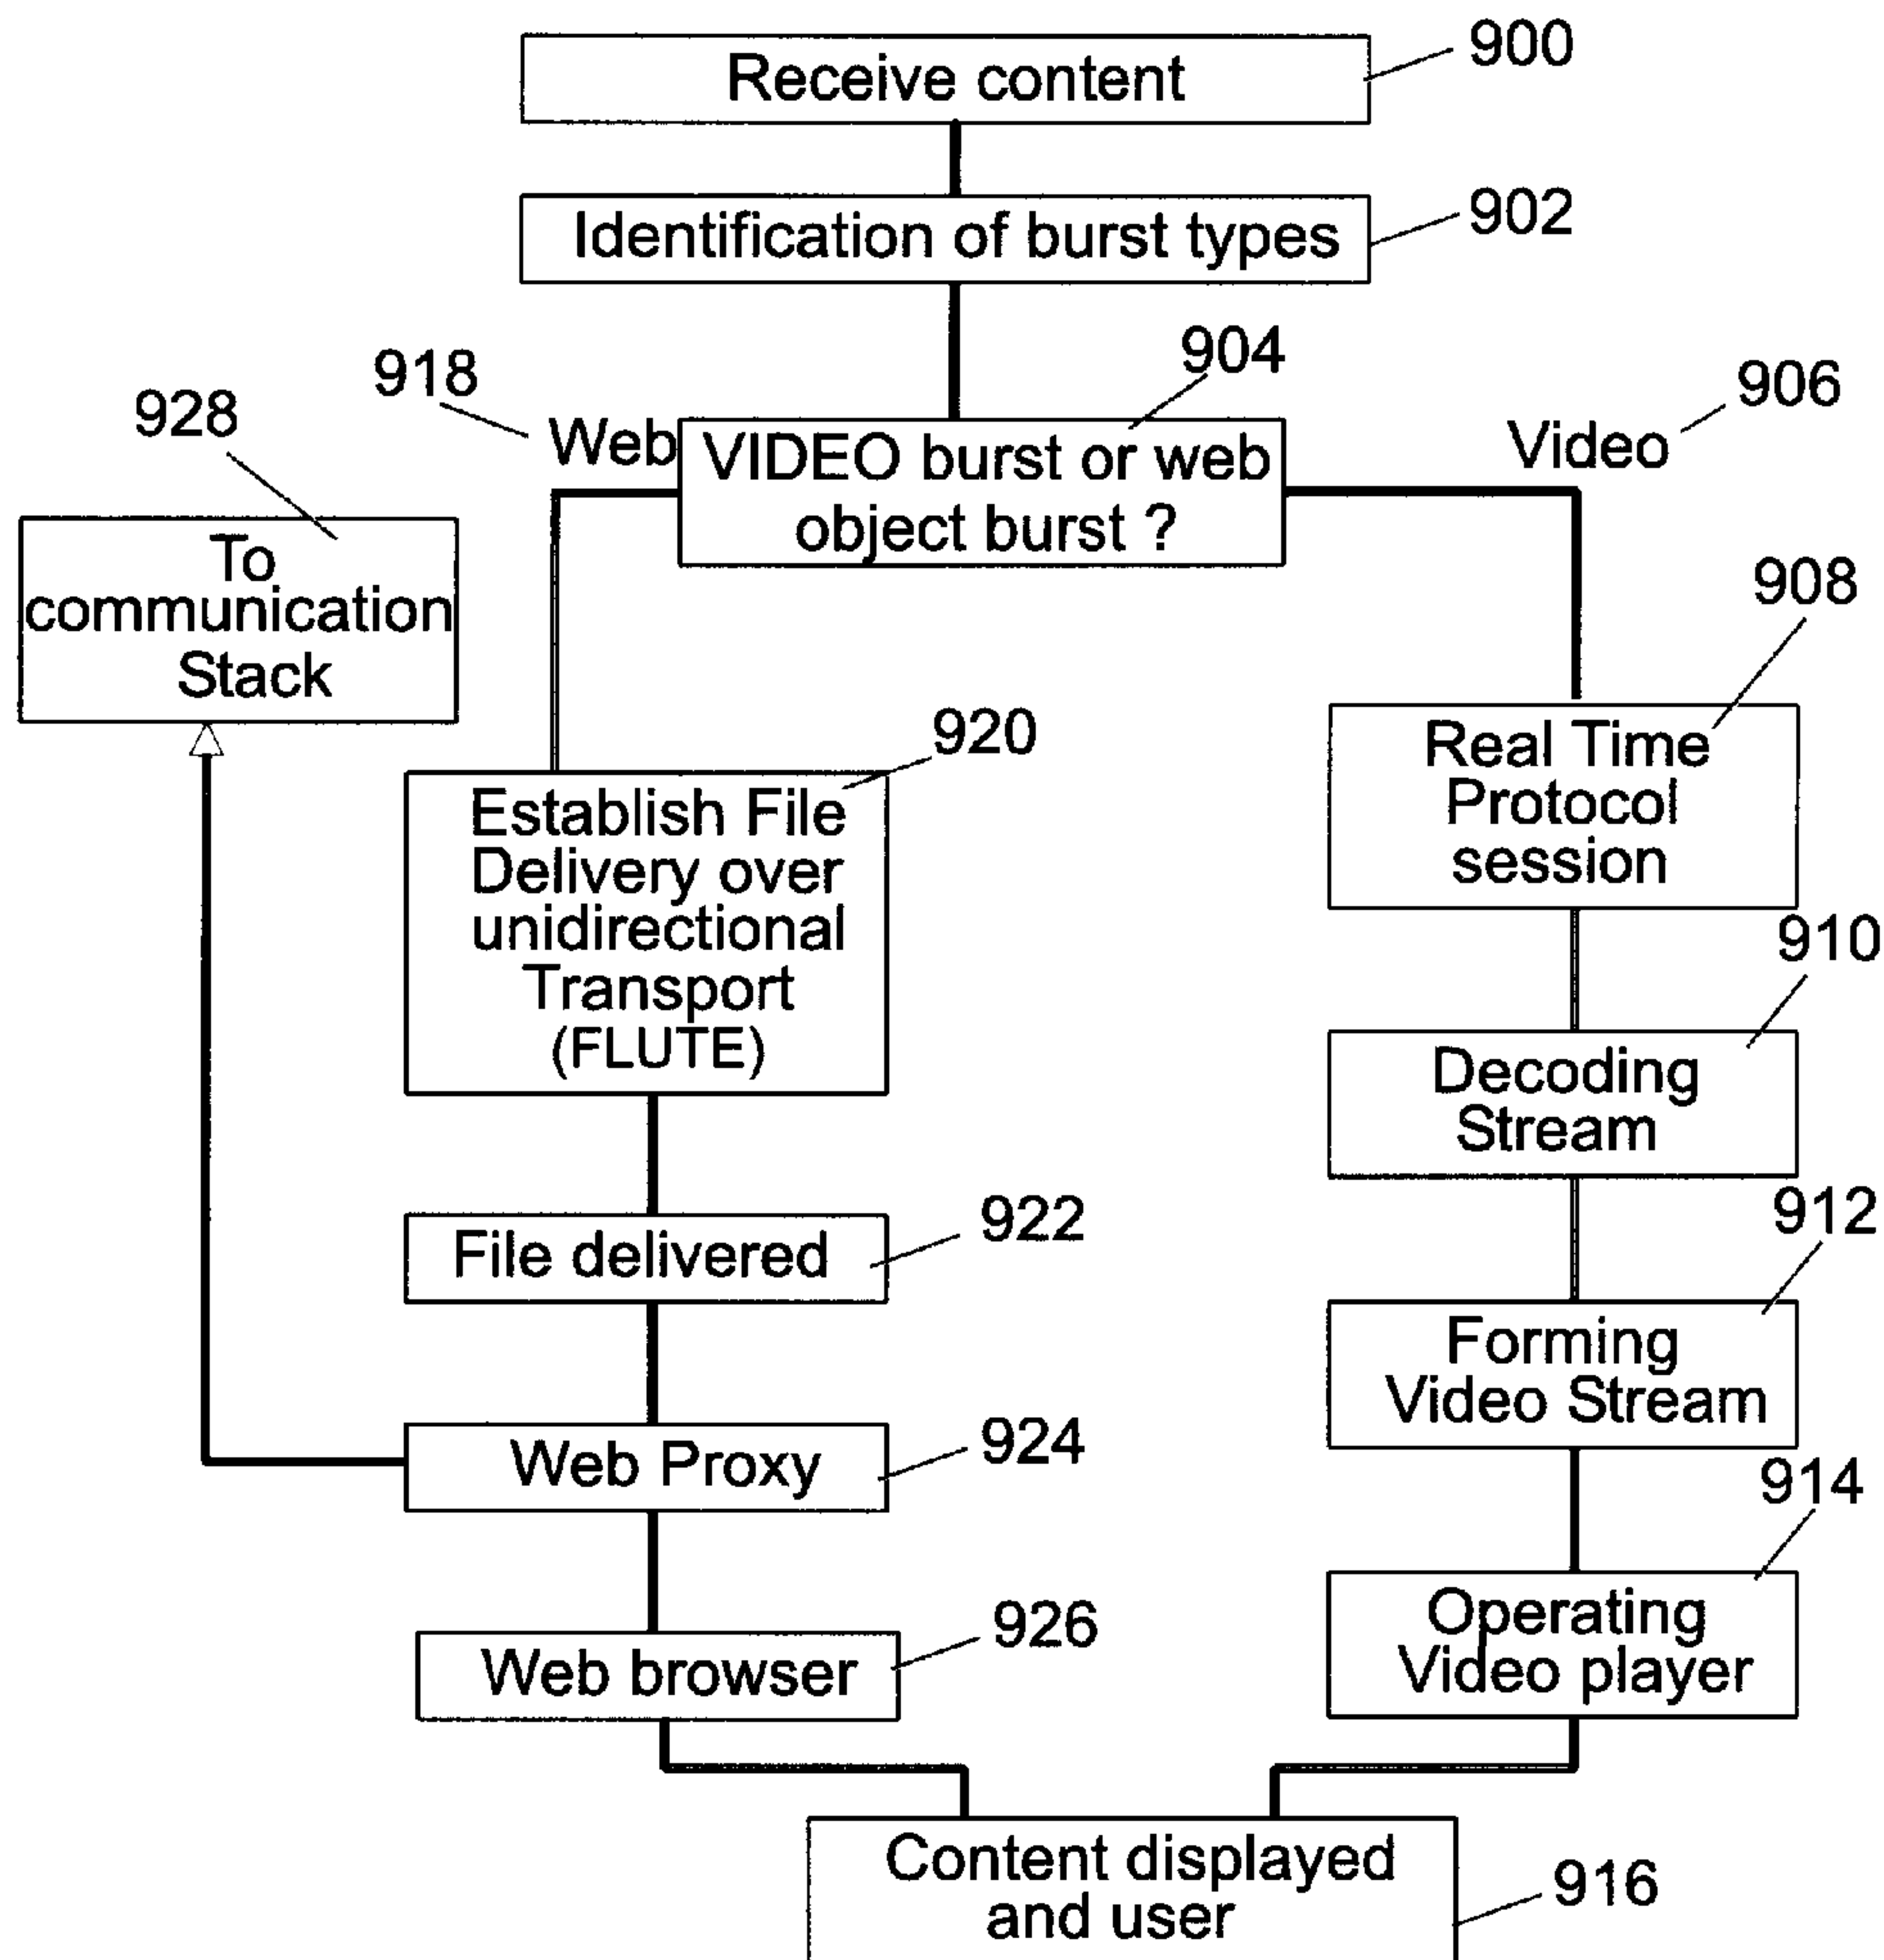 900
Receive content
902
Identification of burst types
904
918
906
928
Web
Video
VIDEO burst or web
object burst ?
To
communication
Stack
908
920
Real Time
Protocol
session
Establish File
Delivery over
unidirectional
Transport
(FLUTE)
910
Decoding
Stream
922
File delivered
912
Forming
Video Stream
924
Web Proxy
914
Operating
Video player
926
Web browser
Content displayed
and user
916